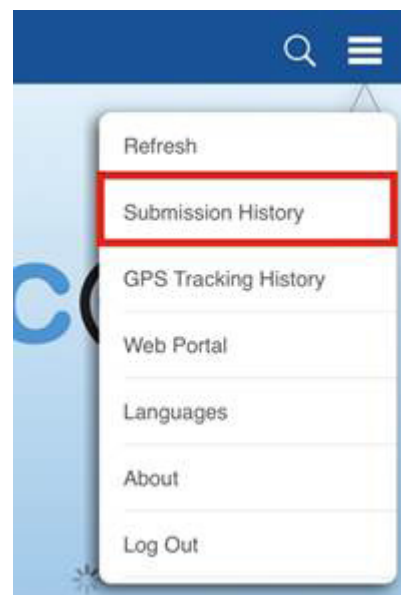 Refresh
Submission History
GPS Tracking History
Web Portal
Languages
About
Log Out